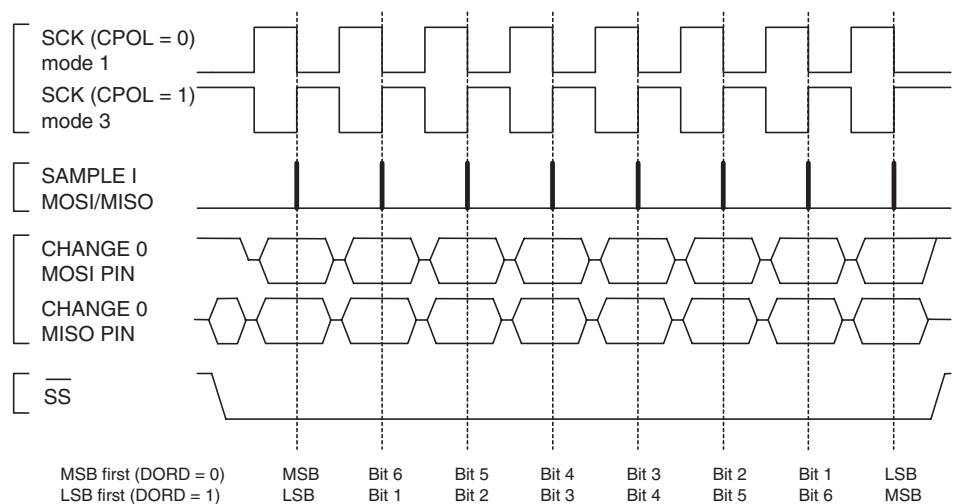 SCK (CPOL = 0)
mode 1
SCK (CPOL = 1)
mode 3
SAMPLE I
MOSI/MISO
CHANGE 0
MOSI PIN
CHANGE 0
MISO PIN
SS
MSB first (DORD = 0) MSB Bit 6 Bit 5 Bit 4 Bit 3 Bit 2 Bit 1 LSB
LSB first (DORD = 1) LSB Bit 1 Bit 2 Bit 3 Bit 4 Bit 5 Bit 6 MSB